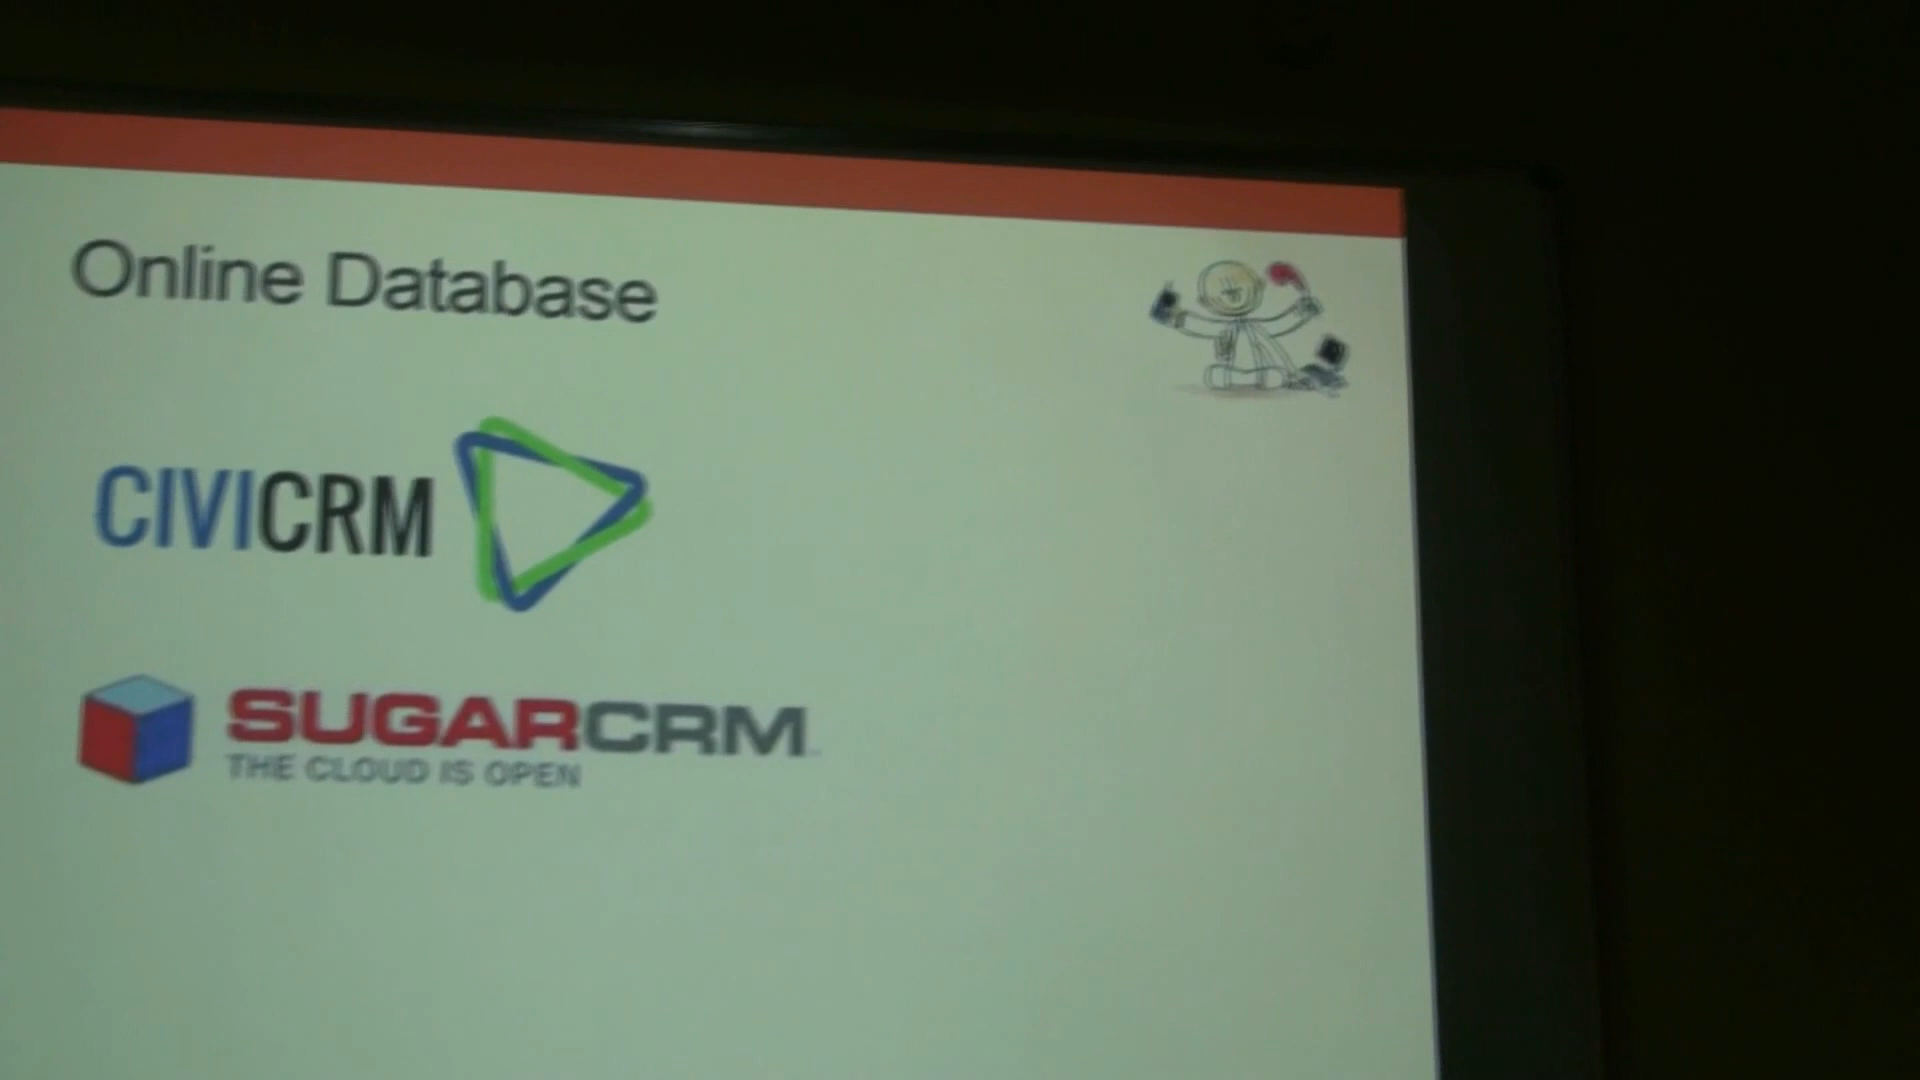 Online Database
CIVICRM
SUGARCRM
THE CLOUD IS OPEN